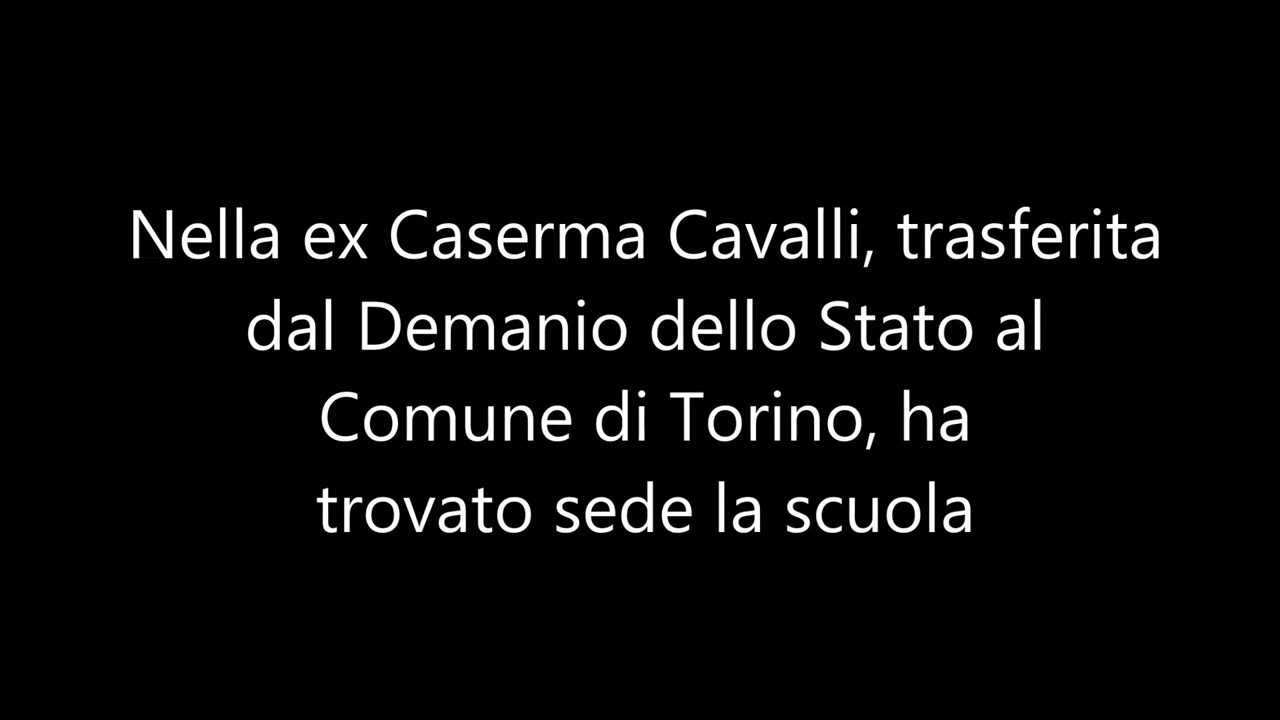 Nella ex Caserma Cavalli, trasferita
dal Demanio dello Stato al
Comune di Torino, ha
trovato sede la scuola